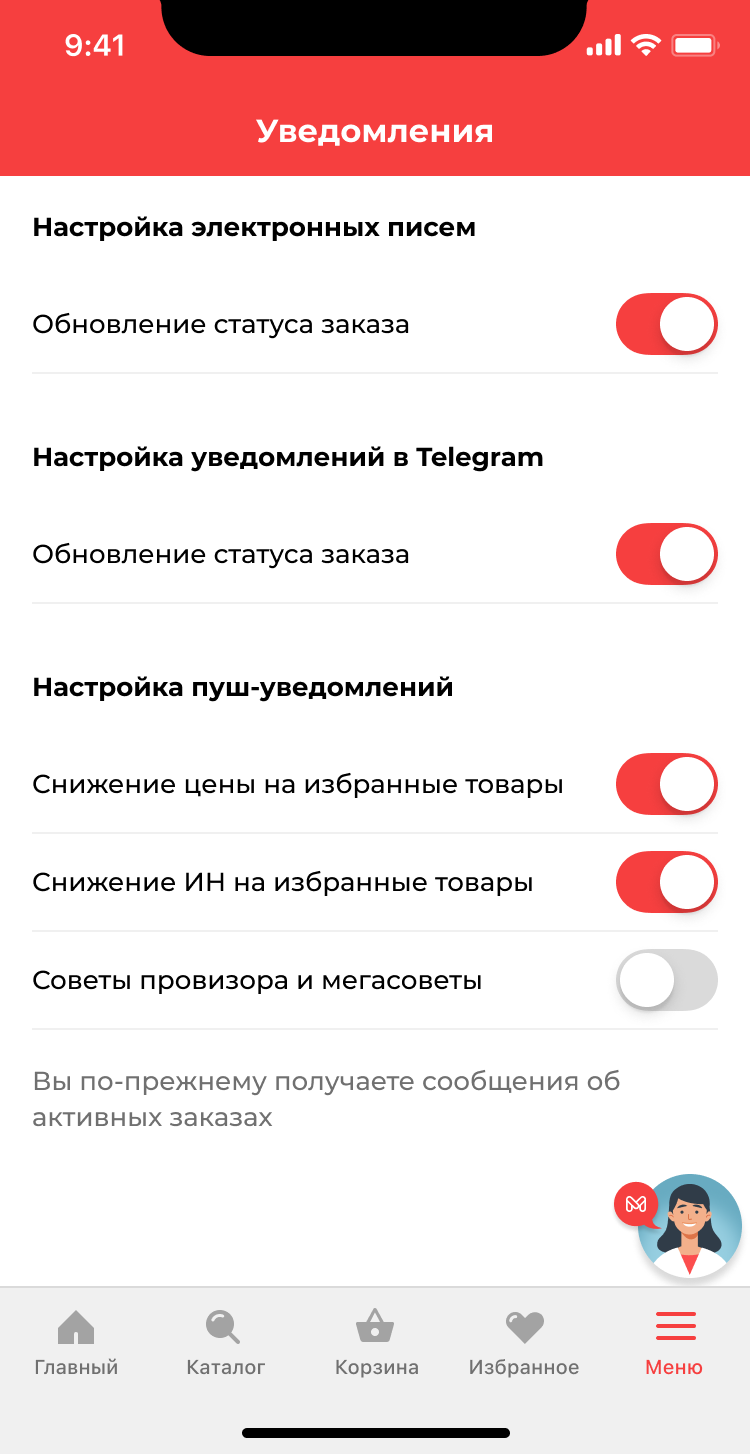 9:41
Уведомления
Настройка электронных писем
Обновление статуса заказа
Настройка уведомлений в Telegram
Обновление статуса заказа
Настройка пуш-уведомлений
Снижение цены на избранные товары
Снижение ИН на избранные товары
Советы провизора и мегасоветы
Вы по-прежнему получаете сообщения об
активных заказах
Главный Каталог Корзина Избранное Меню